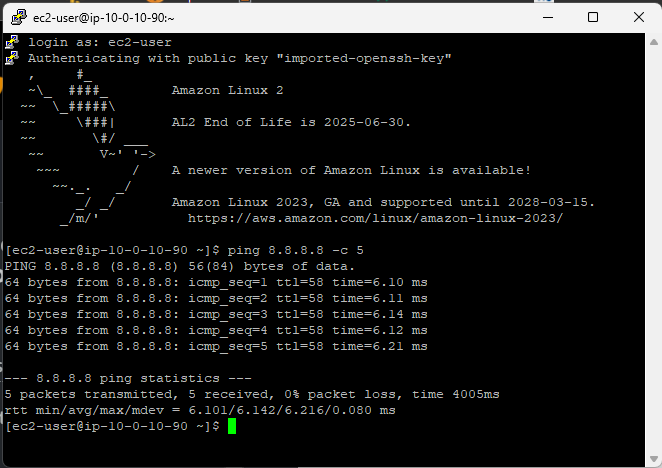 ec2-user@ip-10-0-10-90:~
login as: ec2-user
Authenticating with public key "imported-openssh-key"
   ,     #_
   ~\_  ####_        Amazon Linux 2
  ~~  \_#####\
  ~~     \###|       AL2 End of Life is 2025-06-30.
  ~~       \#/ ___
   ~~       V~' '->
    ~~~         /    A newer version of Amazon Linux is available!
      ~~._.   _/
         _/ _/       Amazon Linux 2023, GA and supported until 2028-03-15.
       _/m/'           https://aws.amazon.com/linux/amazon-linux-2023/
[ec2-user@ip-10-0-10-90 ~]$ ping 8.8.8.8 -c 5
PING 8.8.8.8 (8.8.8.8) 56(84) bytes of data.
64 bytes from 8.8.8.8: icmp_seq=1 ttl=58 time=6.10 ms
64 bytes from 8.8.8.8: icmp_seq=2 ttl=58 time=6.11 ms
64 bytes from 8.8.8.8: icmp_seq=3 ttl=58 time=6.14 ms
64 bytes from 8.8.8.8: icmp_seq=4 ttl=58 time=6.12 ms
64 bytes from 8.8.8.8: icmp_seq=5 ttl=58 time=6.21 ms
--- 8.8.8.8 ping statistics ---
5 packets transmitted, 5 received, 0% packet loss, time 4005ms
rtt min/avg/max/mdev = 6.101/6.142/6.216/0.080 ms
[ec2-user@ip-10-0-10-90 ~]$